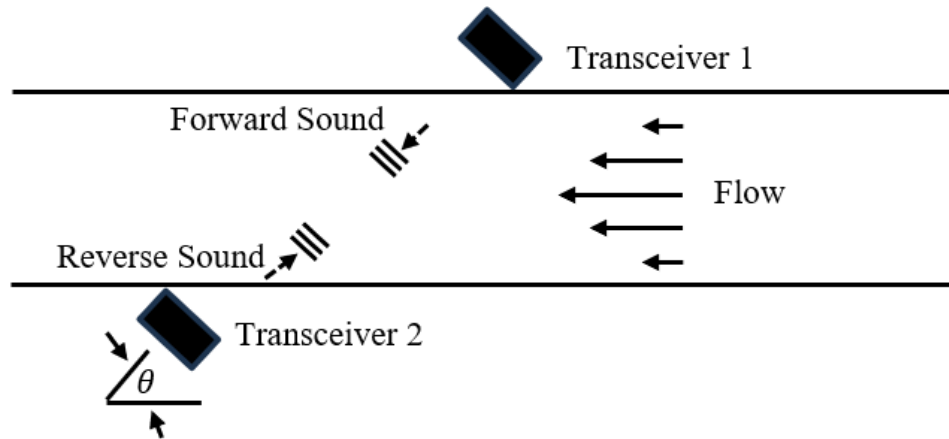 Transceiver 1
Forward Sound
Flow
Reverse Sound
Transceiver 2
θ